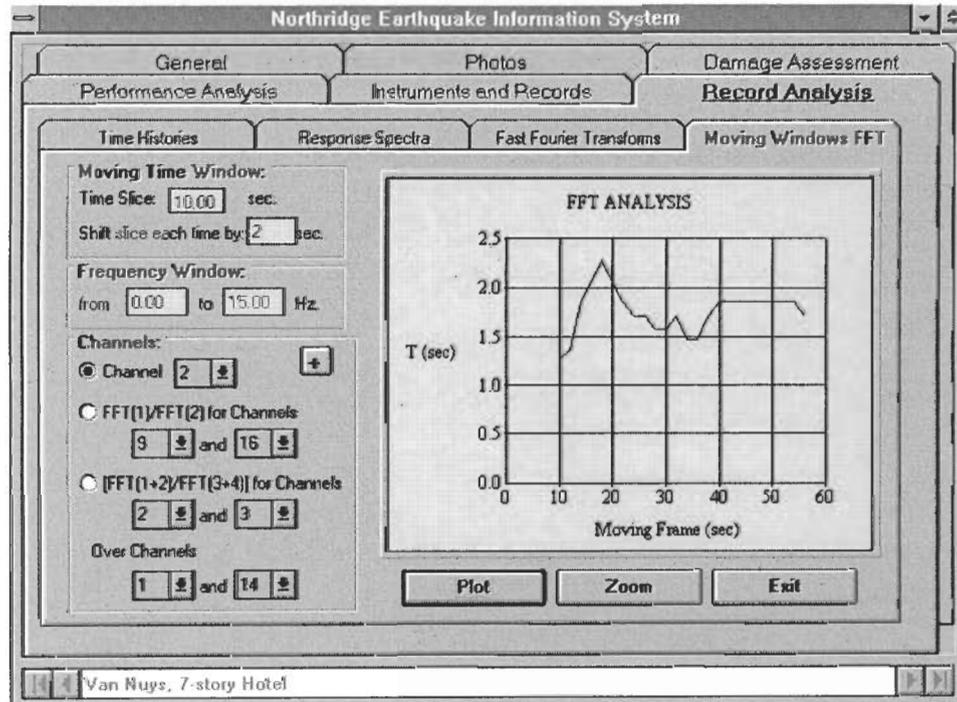 Northridge Earthquake Information System
General Photos Damage Assessment
Performance Analysis Instruments and Records Record Analysis
Time Histories Response Spectra Fast Fourier Transforms Moving Windows FFT
Moving Time Window:
Time Slice: 10.00 sec.
Shift slice each time by: 2 sec.
Frequency Window:
from 0.00 to 15.00 Hz.
Channels:
Channel 2 +
FFT(1)/FFT(2) for Channels
9 and 16
[FFT(1+2)/FFT(3+4)] for Channels
2 and 3
Over Channels
1 and 14
FFT ANALYSIS
2.5
2.0
1.5
T (sec)
1.0
0.5
0.0
0 10 20 30 40 50 60
Moving Frame (sec)
Plot Zoom Exit
Van Nuys, 7-story Hotel